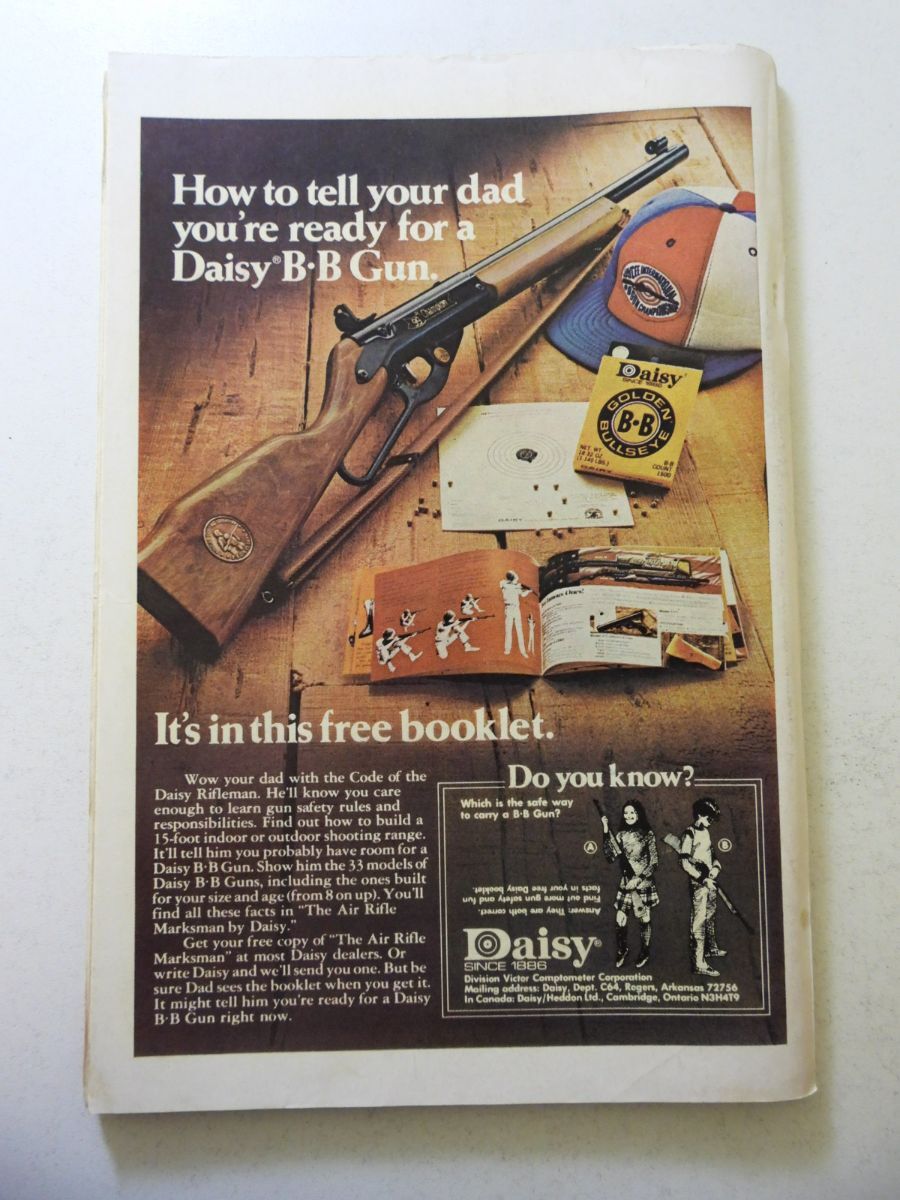 How to tell your dad
you're ready for a
Daisy® B·B Gun.
99 Champion
Daisy
SINCE 1886
GOLDEN
B·B
BULLSEYE
NET WT
B·B
COUNT
1500
DAISY
It's in this free booklet.
Wow your dad with the Code of the
Daisy Rifleman. He'll know you care
enough to learn gun safety rules and
responsibilities. Find out how to build a
15-foot indoor or outdoor shooting range.
It'll tell him you probably have room for a
Daisy B·B Gun. Show him the 33 models of
Daisy B·B Guns, including the ones built
for your size and age (from 8 on up). You'll
find all these facts in "The Air Rifle
Marksman by Daisy."
Get your free copy of "The Air Rifle
Marksman" at most Daisy dealers. Or
write Daisy and we'll send you one. But be
sure Dad sees the booklet when you get it.
It might tell him you're ready for a Daisy
B·B Gun right now.
Do you know?
Which is the safe way
to carry a B·B Gun?
A
B
Answer: They are both correct.
Find out more gun safety and fun
facts in your free Daisy booklet.
Daisy®
SINCE 1886
Division Victor Comptometer Corporation
Mailing address: Daisy, Dept. C64, Rogers, Arkansas 72756
In Canada: Daisy/Heddon Ltd., Cambridge, Ontario N3H4T9